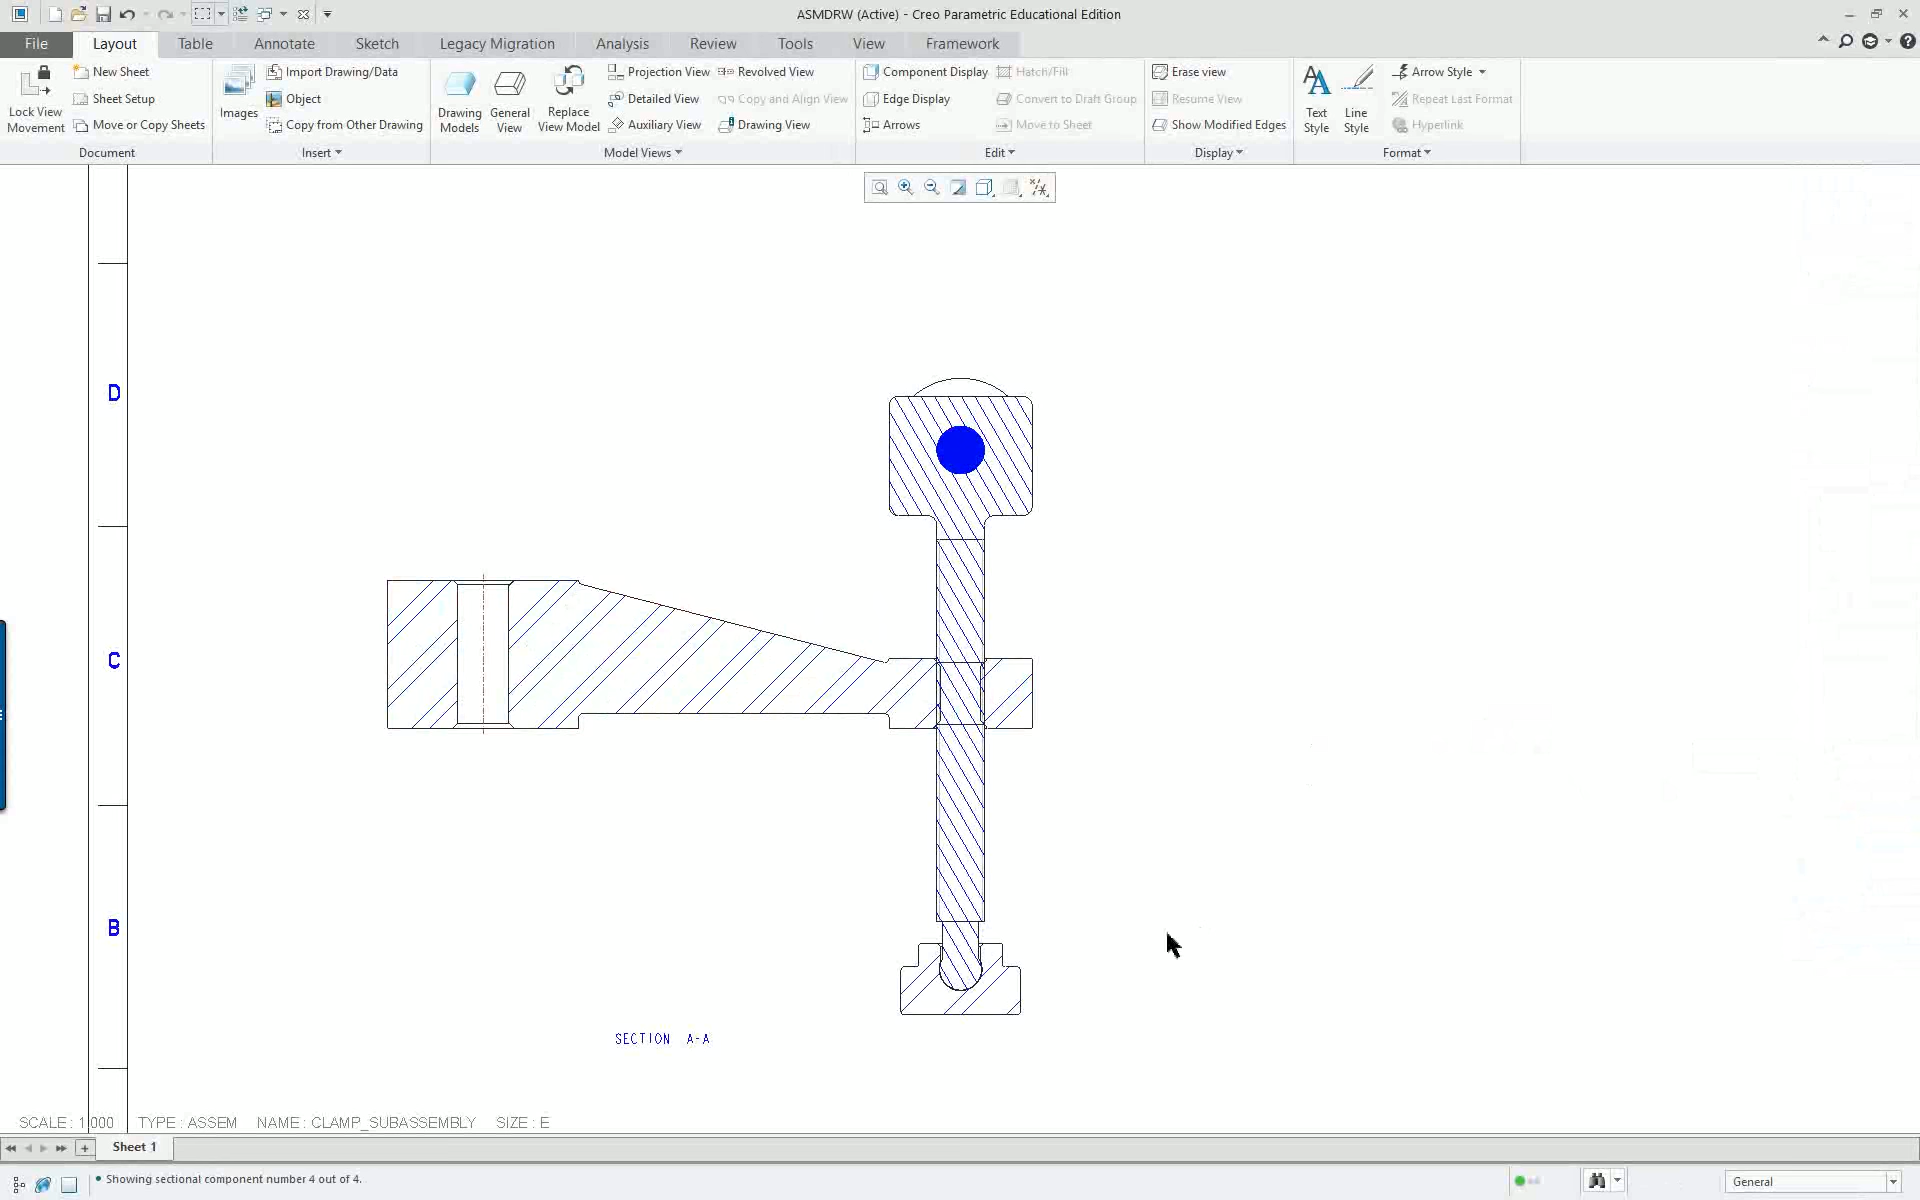 ASMDRW (Active) - Creo Parametric Educational Edition
File Layout Table Annotate Sketch Legacy Migration Analysis Review Tools View Framework
Lock View Movement
New Sheet
Sheet Setup
Move or Copy Sheets
Document
Images
Import Drawing/Data
Object
Copy from Other Drawing
Insert
Drawing Models
General View
Replace View Model
Projection View
Detailed View
Auxiliary View
Revolved View
Copy and Align View
Drawing View
Model Views
Component Display
Edge Display
Arrows
Hatch/Fill
Convert to Draft Group
Move to Sheet
Edit
Erase view
Resume View
Show Modified Edges
Display
Text Style
Line Style
Arrow Style
Repeat Last Format
Hyperlink
Format
D
C
B
SECTION A-A
SCALE : 1.000 TYPE : ASSEM NAME : CLAMP_SUBASSEMBLY SIZE : E
Sheet 1
Showing sectional component number 4 out of 4.
General